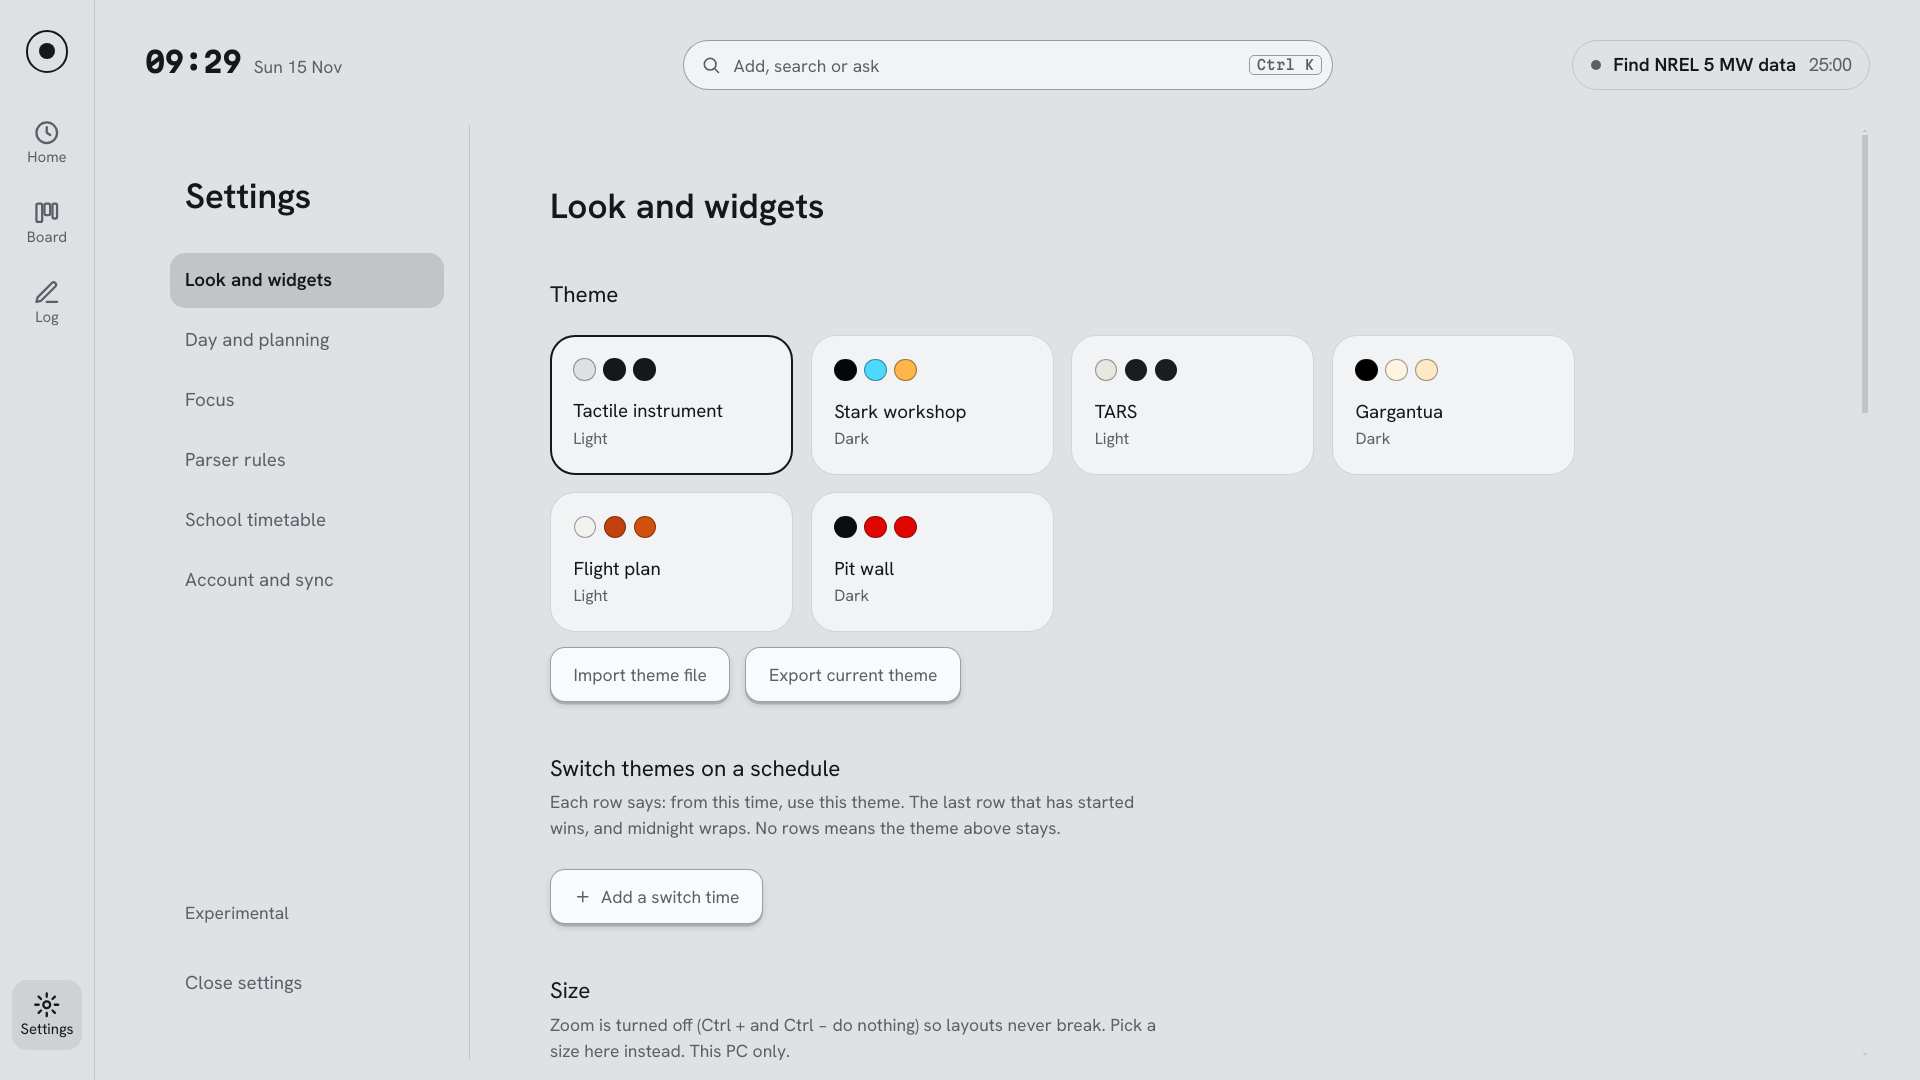 09:29 Sun 15 Nov
Add, search or ask
Ctrl K
Find NREL 5 MW data 25:00
Home
Board
Log
Settings
Settings
Look and widgets
Day and planning
Focus
Parser rules
School timetable
Account and sync
Experimental
Close settings
Look and widgets
Theme
Tactile instrument
Light
Stark workshop
Dark
TARS
Light
Gargantua
Dark
Flight plan
Light
Pit wall
Dark
Import theme file
Export current theme
Switch themes on a schedule
Each row says: from this time, use this theme. The last row that has started
wins, and midnight wraps. No rows means the theme above stays.
+ Add a switch time
Size
Zoom is turned off (Ctrl + and Ctrl − do nothing) so layouts never break. Pick a
size here instead. This PC only.